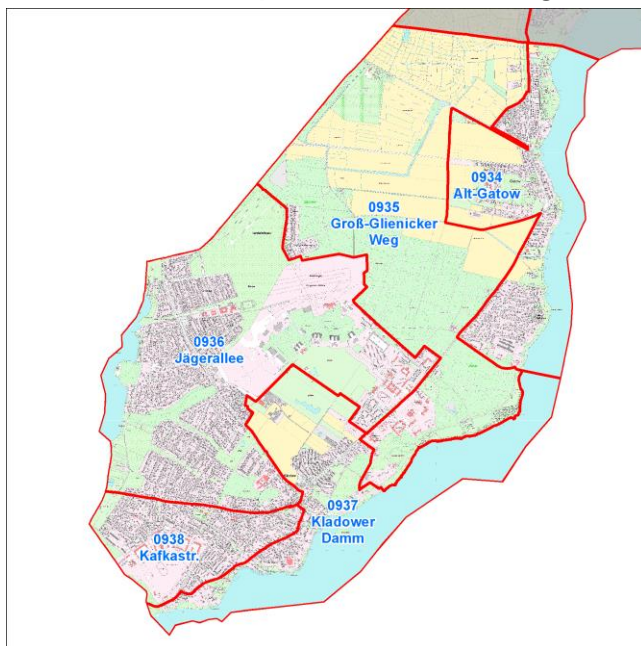 0934
Alt-Gatow
0935
Groß-Glienicker
Weg
0936
Jägerallee
0937
Kladower
Damm
0938
Kafkastr.